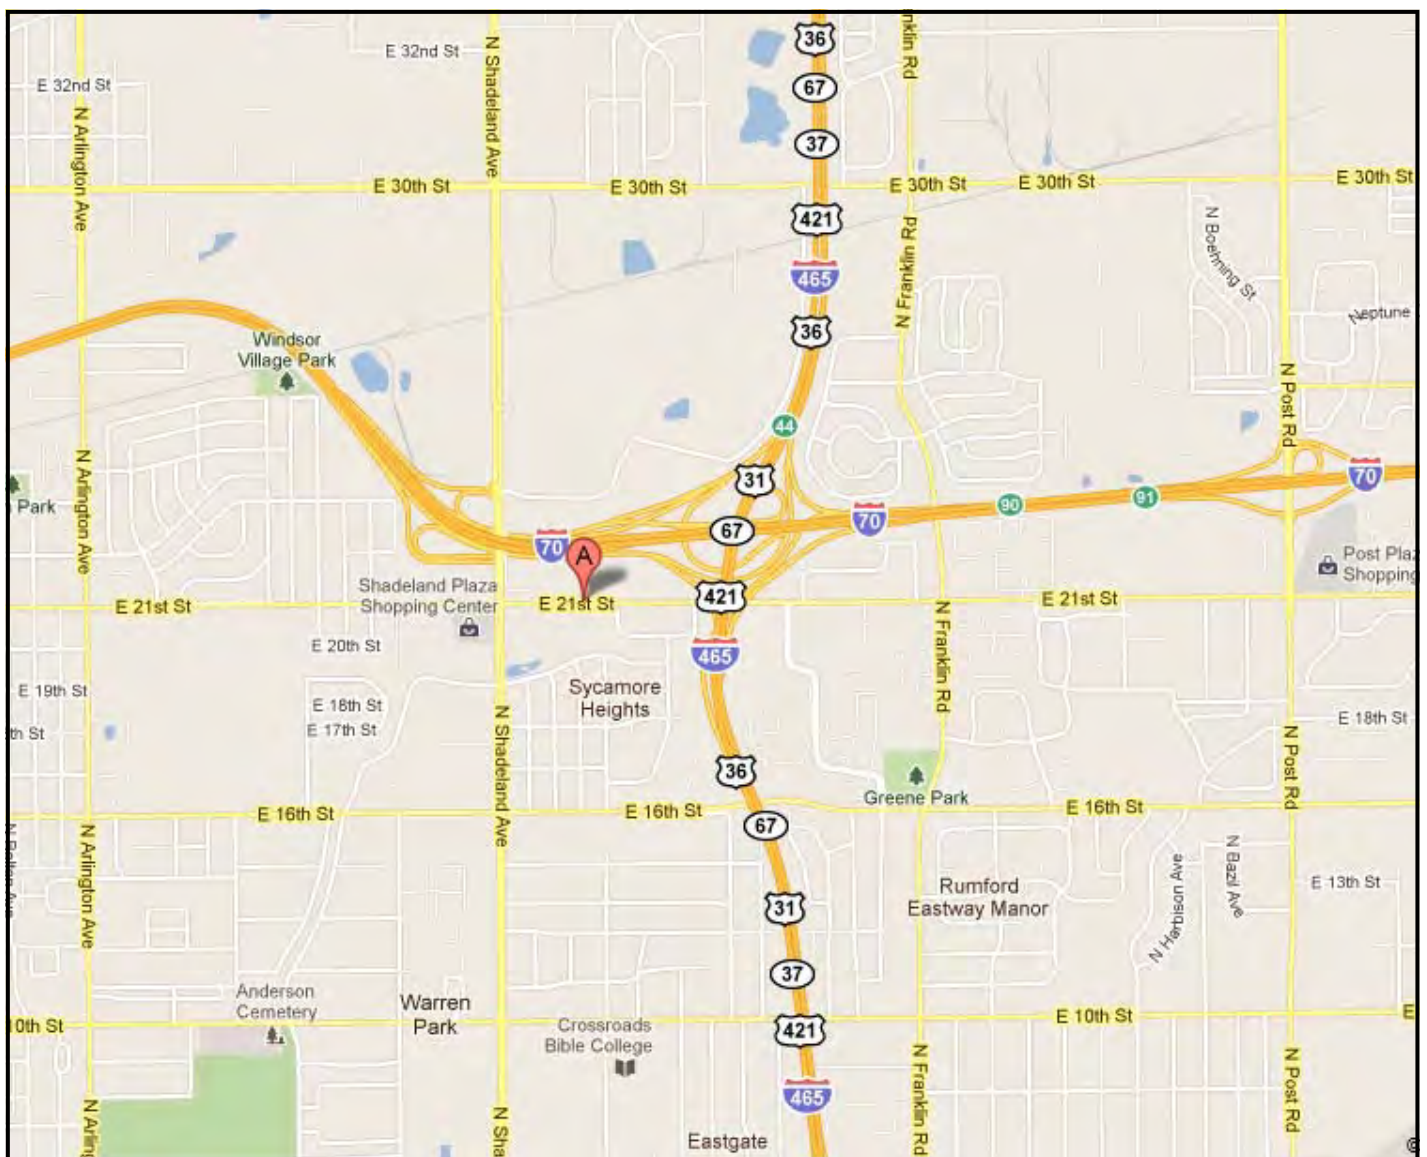 36
nklin Rd
E 32nd St
N Shadeland Ave
E 32nd St
67
N Arlington Ave
37
E 30th St
E 30th St
E 30th St
E 30th St
E 30th St
421
N Boehning St
N Franklin Rd
465
36
Neptune
Windsor
Village Park
N Post Rd
44
N Arlington Ave
31
70
90
91
70
67
Park
70
A
Post Plaz
Shopping
Shadeland Plaza
Shopping Center
E 21st St
E 21st St
421
E 21st St
N Franklin Rd
E 20th St
465
E 19th St
Sycamore
Heights
E 18th St
E 18th St
E 17th St
th St
N Shadeland Ave
N Post Rd
36
Greene Park
E 16th St
E 16th St
E 16th St
67
N Arlington Ave
N Bazil Ave
N Harbison Ave
E 13th St
Rumford
Eastway Manor
31
37
Anderson
Cemetery
Warren
Park
10th St
Crossroads
Bible College
421
E 10th St
E
N Franklin Rd
N Post Rd
465
N Arling
N Sha
Eastgate
©